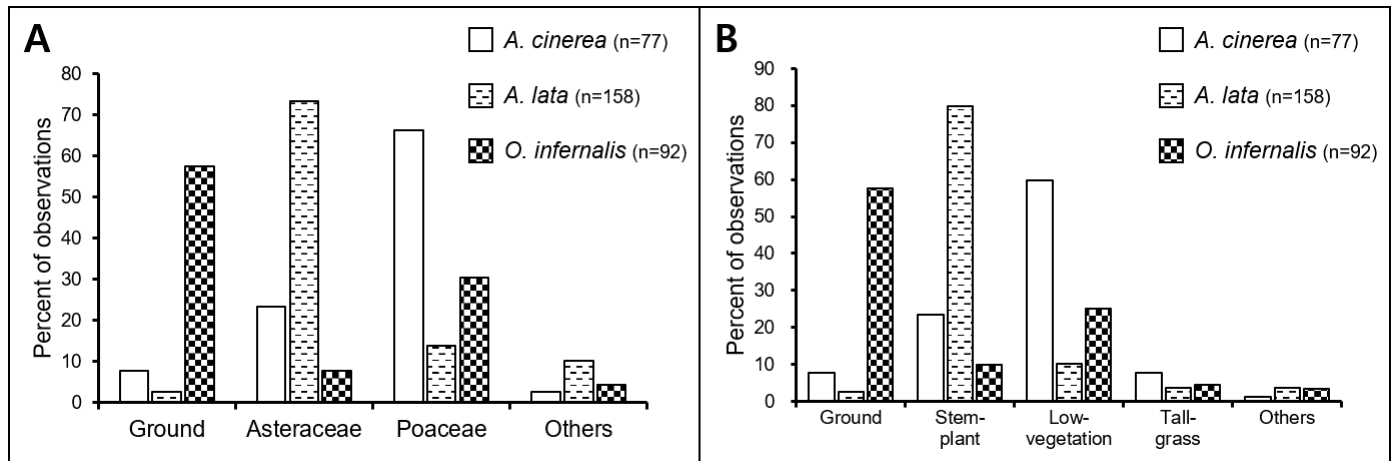 A
A. cinerea (n=77)
A. lata (n=158)
O. infernalis (n=92)
Percent of observations
80
70
60
50
40
30
20
10
0
Ground
Asteraceae
Poaceae
Others
B
A. cinerea (n=77)
A. lata (n=158)
O. infernalis (n=92)
Percent of observations
90
80
70
60
50
40
30
20
10
0
Ground
Stem-
plant
Low-
vegetation
Tall-
grass
Others